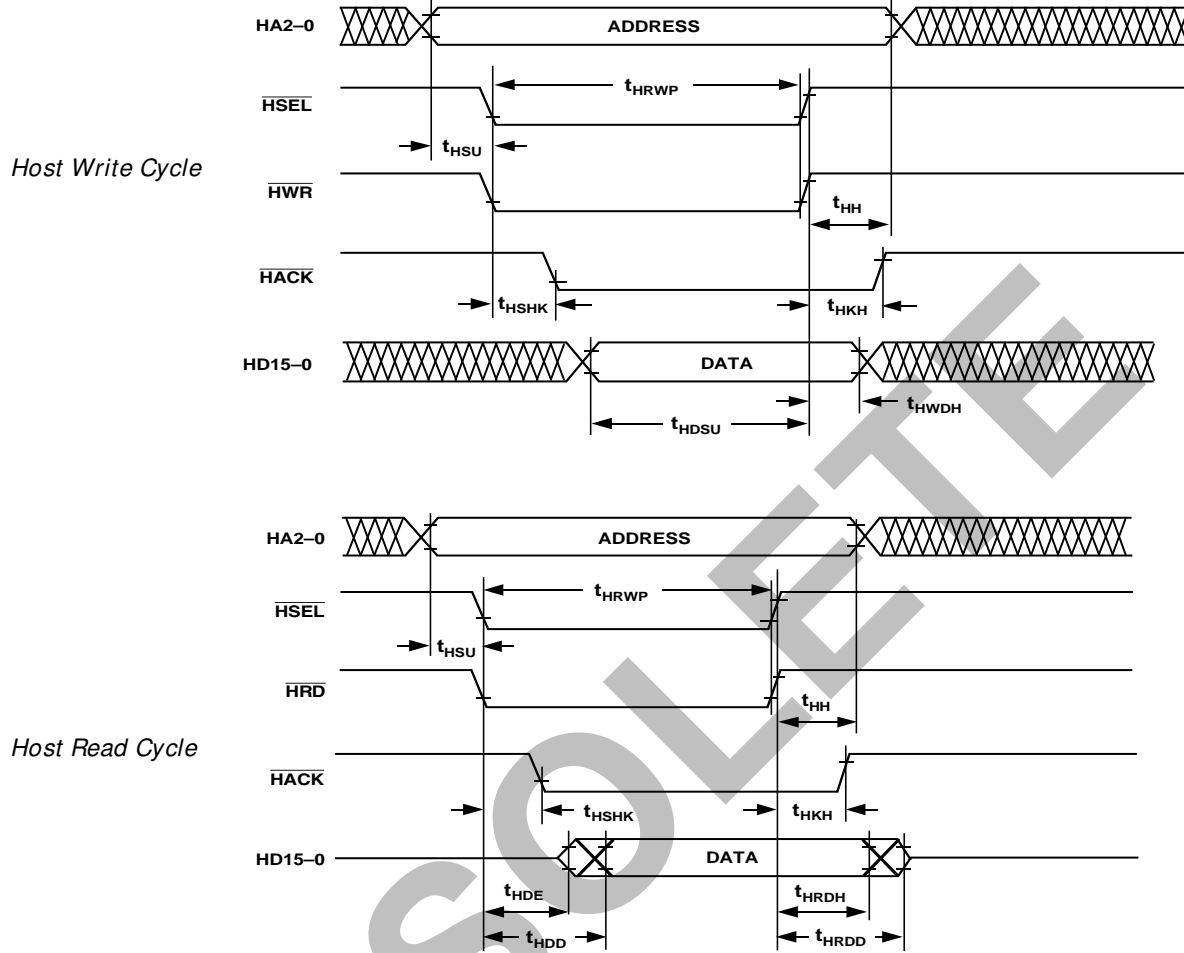 HA2–0
ADDRESS
HSEL
tHRWP
tHSU
Host Write Cycle
HWR
tHH
HACK
tHSHK
tHKH
HD15–0
DATA
tHWDH
tHDSU
HA2–0
ADDRESS
HSEL
tHRWP
tHSU
HRD
tHH
Host Read Cycle
HACK
tHSHK
tHKH
HD15–0
DATA
tHDE
tHRDH
tHDD
tHRDD
SOLETE